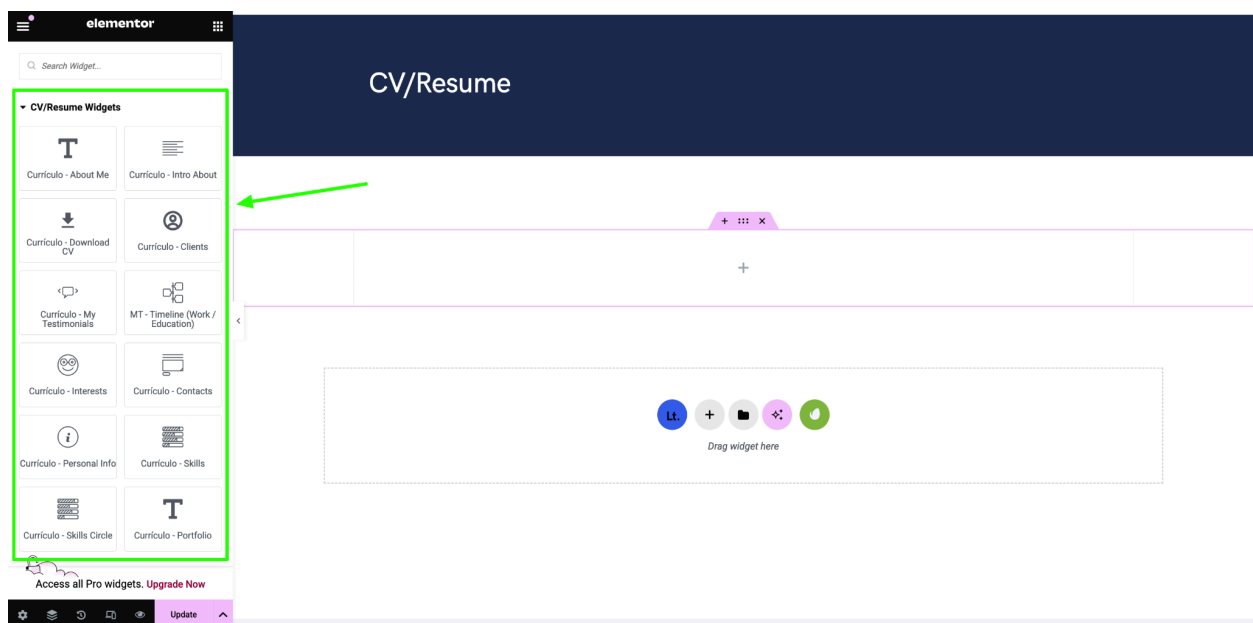 elementor
Search Widget...
CV/Resume Widgets
Currículo - About Me
Currículo - Intro About
Currículo - Download
CV
Currículo - Clients
Currículo - My
Testimonials
MT - Timeline (Work /
Education)
Currículo - Interests
Currículo - Contacts
Currículo - Personal Info
Currículo - Skills
Currículo - Skills Circle
Currículo - Portfolio
Access all Pro widgets. Upgrade Now
Update
CV/Resume
Lt.
Drag widget here